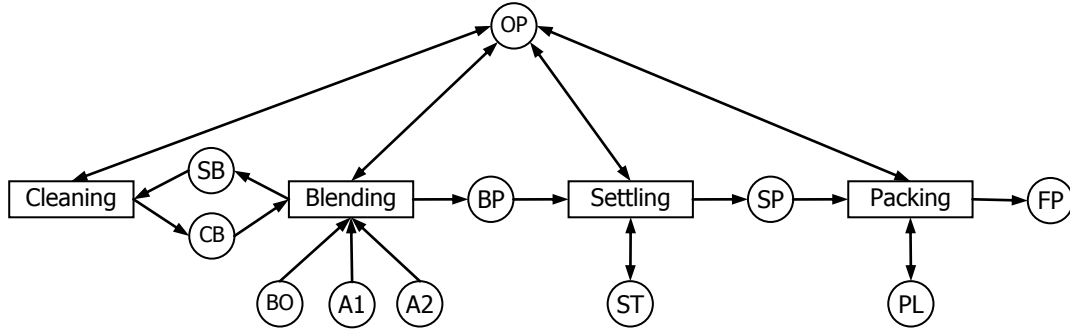 OP
SB
Cleaning Blending BP Settling SP Packing FP
CB
BO A1 A2 ST PL